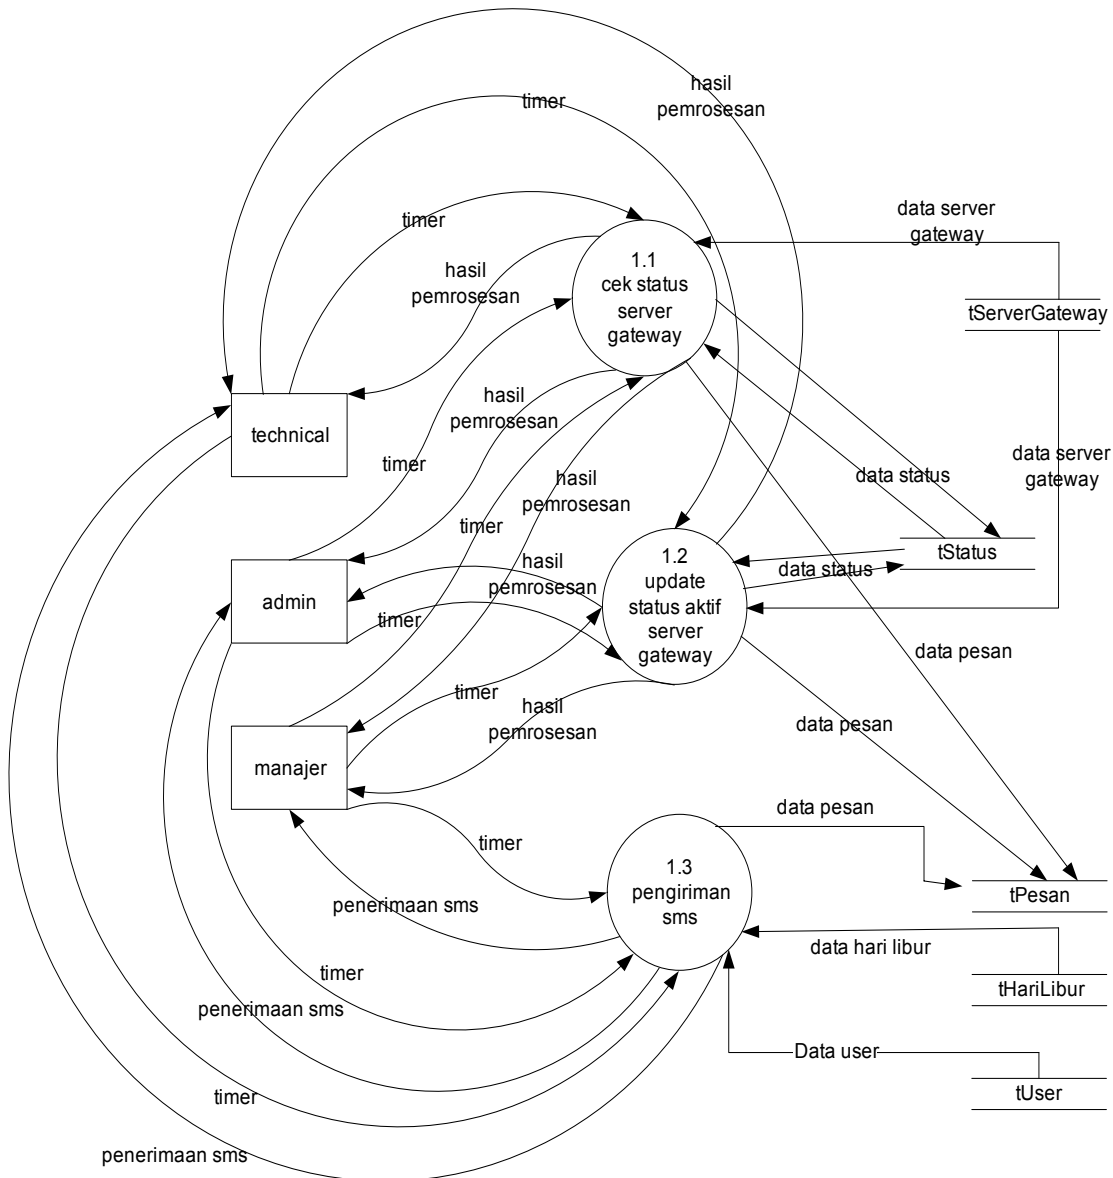 hasil
pemrosesan
timer
timer
data server
gateway
1.1
cek status
server
gateway
hasil
pemrosesan
tServerGateway
hasil
pemrosesan
technical
timer
data server
gateway
hasil
pemrosesan
data status
timer
tStatus
1.2
update
status aktif
server
gateway
hasil
pemrosesan
data status
admin
timer
data pesan
timer
hasil
pemrosesan
data pesan
manajer
data pesan
timer
1.3
pengiriman
sms
tPesan
penerimaan sms
data hari libur
timer
tHariLibur
penerimaan sms
Data user
timer
tUser
penerimaan sms